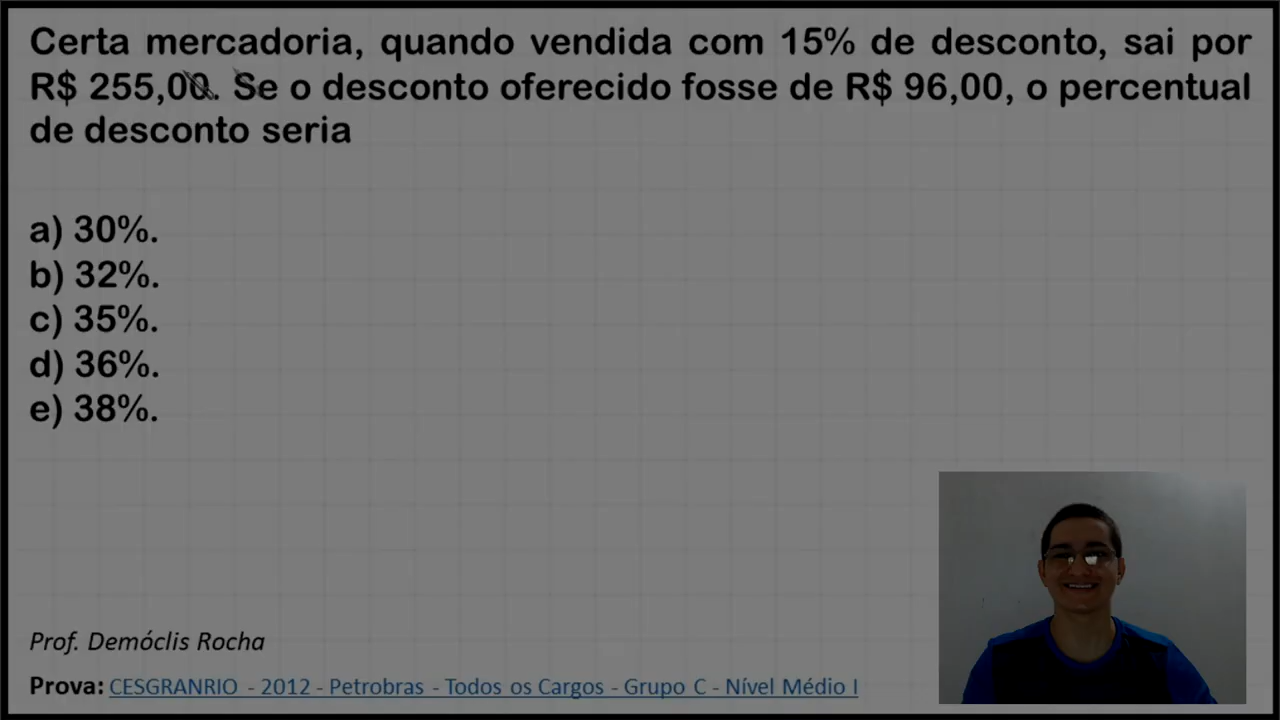 Certa mercadoria, quando vendida com 15% de desconto, sai por
R$ 255,00. Se o desconto oferecido fosse de R$ 96,00, o percentual
de desconto seria
a) 30%.
b) 32%.
c) 35%.
d) 36%.
e) 38%.
Prof. Demóclis Rocha
Prova: CESGRANRIO - 2012 - Petrobras - Todos os Cargos - Grupo C - Nível Médio I